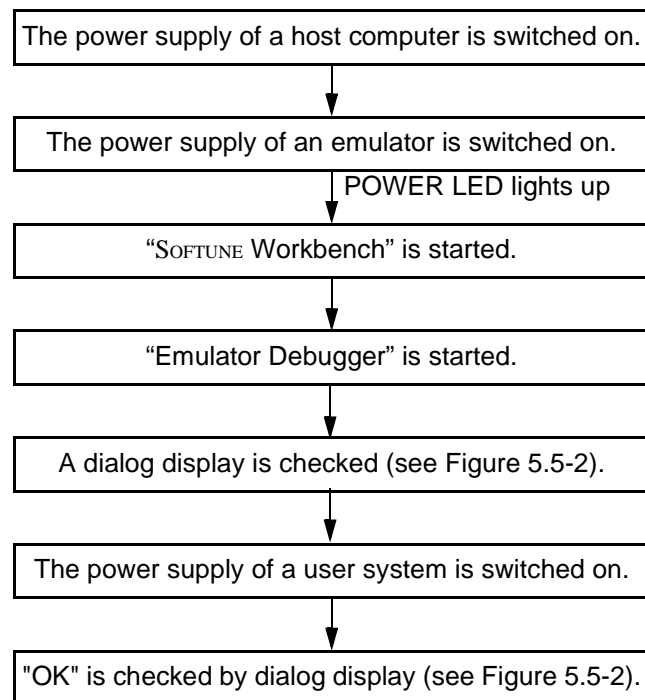 The power supply of a host computer is switched on.
The power supply of an emulator is switched on.
POWER LED lights up
“SOFTUNE Workbench” is started.
“Emulator Debugger” is started.
A dialog display is checked (see Figure 5.5-2).
The power supply of a user system is switched on.
"OK" is checked by dialog display (see Figure 5.5-2).